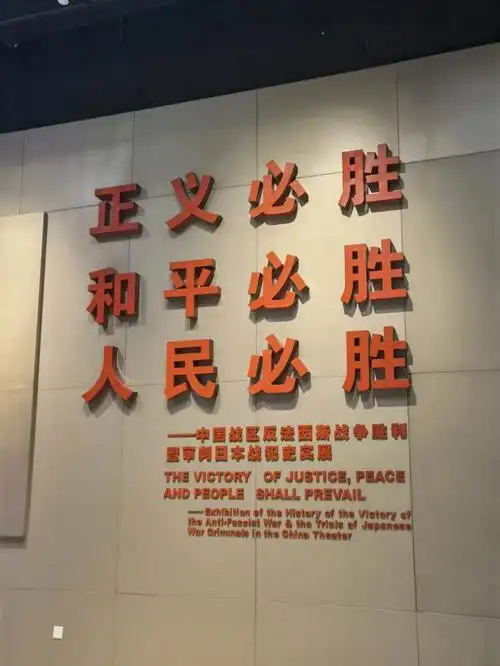 正义必胜
和平必胜
人民必胜
——中国战区反法西斯战争胜利
暨审判日本战犯史实展
THE VICTORY OF JUSTICE, PEACE
AND PEOPLE SHALL PREVAIL
——Exhibition of the History of the Victory of
the Anti-Fascist War & the Trials of Japanese
War Criminals in the China Theater